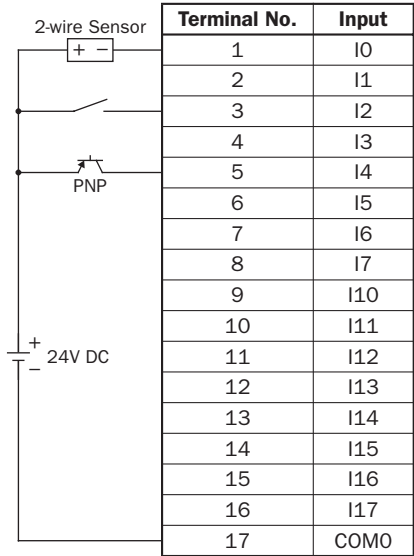 2-wire Sensor
+ −
PNP
+
24V DC
−
Terminal No. Input
1 I0
2 I1
3 I2
4 I3
5 I4
6 I5
7 I6
8 I7
9 I10
10 I11
11 I12
12 I13
13 I14
14 I15
15 I16
16 I17
17 COM0